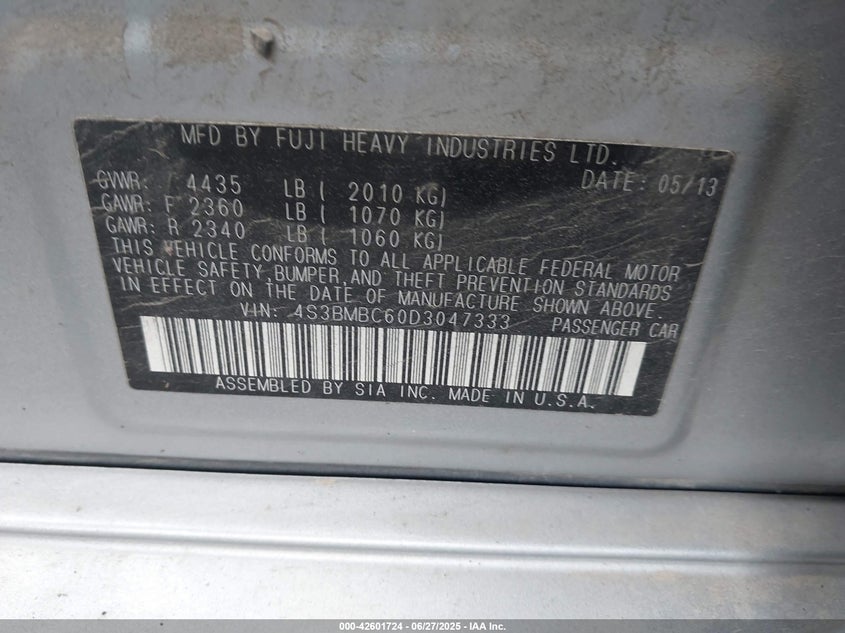 MFD BY FUJI HEAVY INDUSTRIES LTD.
DATE: 05/13
GVWR: 4435 LB ( 2010 KG)
GAWR: F 2360 LB ( 1070 KG)
GAWR: R 2340 LB ( 1060 KG)
THIS VEHICLE CONFORMS TO ALL APPLICABLE FEDERAL MOTOR
VEHICLE SAFETY, BUMPER, AND THEFT PREVENTION STANDARDS
IN EFFECT ON THE DATE OF MANUFACTURE SHOWN ABOVE.
VIN: 4S3BMBC60D3047333 PASSENGER CAR
ASSEMBLED BY SIA INC. MADE IN U.S.A.
000-42601724 - 06/27/2025 - IAA Inc.